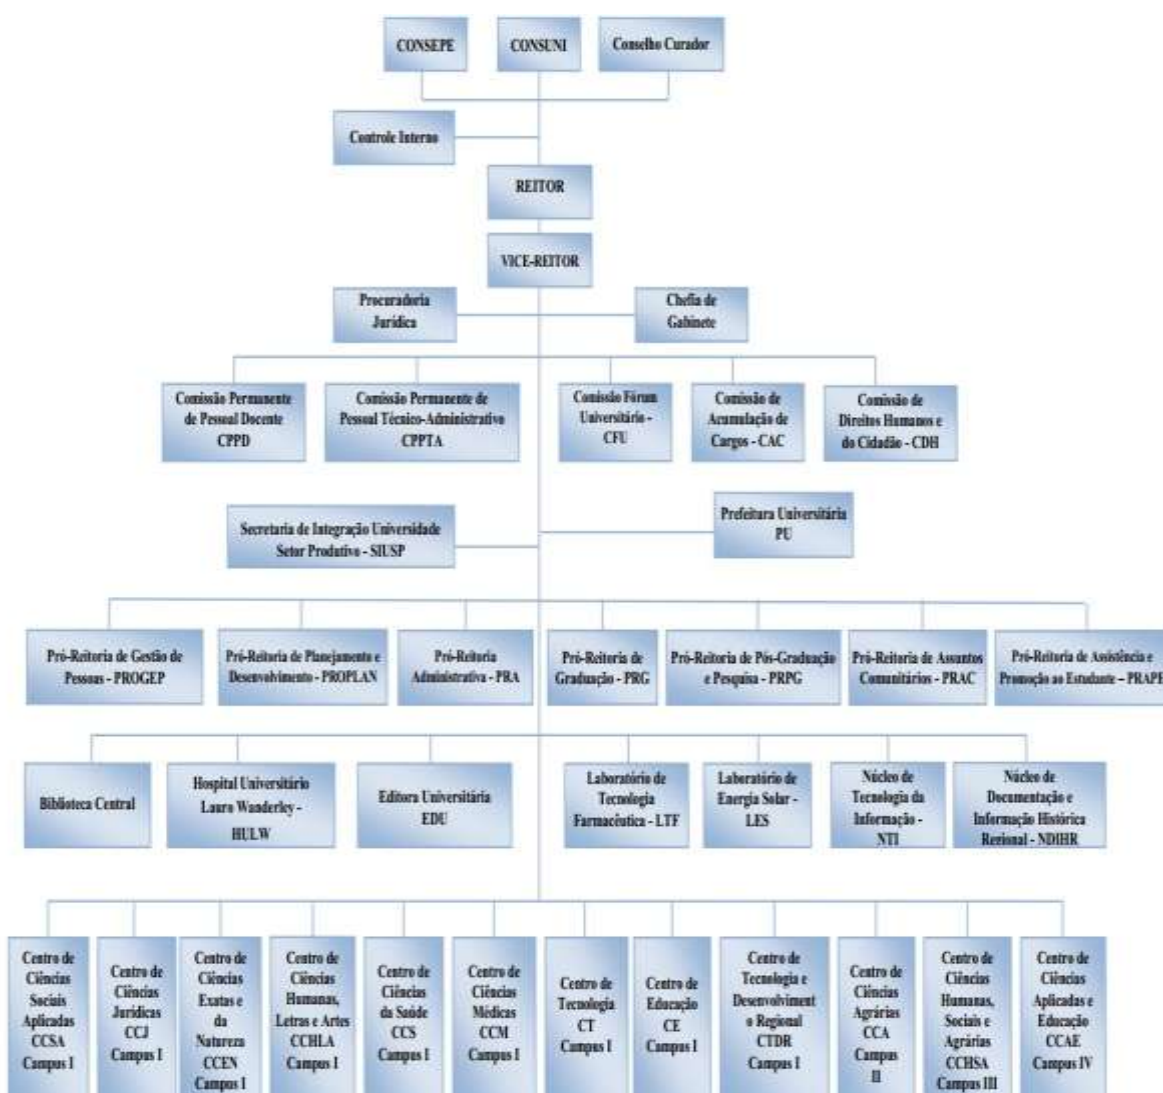 CONSEPE
CONSUNI
Conselho Curador
Controle Interno
REITOR
VICE-REITOR
Procuradoria
Jurídica
Chefia de
Gabinete
Comissão Permanente
de Pessoal Docente
CPPD
Comissão Permanente de
Pessoal Técnico-Administrativo
CPPTA
Comissão Fórum
Universitário -
CFU
Comissão de
Acumulação de
Cargos - CAC
Comissão de
Direitos Humanos e
do Cidadão - CDH
Secretaria de Integração Universidade
Setor Produtivo - SIUSP
Prefeitura Universitária
PU
Pró-Reitoria de Gestão de
Pessoas - PROGEP
Pró-Reitoria de Planejamento e
Desenvolvimento - PROPLAN
Pró-Reitoria
Administrativa - PRA
Pró-Reitoria de
Graduação - PRG
Pró-Reitoria de Pós-Graduação
e Pesquisa - PRPG
Pró-Reitoria de Assuntos
Comunitários - PRAC
Pró-Reitoria de Assistência e
Promoção ao Estudante – PRAPE
Biblioteca Central
Hospital Universitário
Lauro Wanderley -
HULW
Editora Universitária
EDU
Laboratório de
Tecnologia
Farmacêutica - LTF
Laboratório de
Energia Solar -
LES
Núcleo de
Tecnologia da
Informação -
NTI
Núcleo de
Documentação e
Informação Histórica
Regional - NDIHR
Centro de
Ciências
Sociais
Aplicadas
CCSA
Campus I
Centro de
Ciências
Jurídicas
CCJ
Campus I
Centro de
Ciências
Exatas e
da
Natureza
CCEN
Campus I
Centro de
Ciências
Humanas,
Letras e Artes
CCHLA
Campus I
Centro de
Ciências
da Saúde
CCS
Campus I
Centro de
Ciências
Médicas
CCM
Campus I
Centro de
Tecnologia
CT
Campus I
Centro de
Educação
CE
Campus I
Centro de
Tecnologia e
Desenvolviment
o Regional
CTDR
Campus I
Centro de
Ciências
Agrárias
CCA
Campus
II
Centro de
Ciências
Humanas,
Sociais e
Agrárias
CCHSA
Campus III
Centro de
Ciências
Aplicadas e
Educação
CCAE
Campus IV